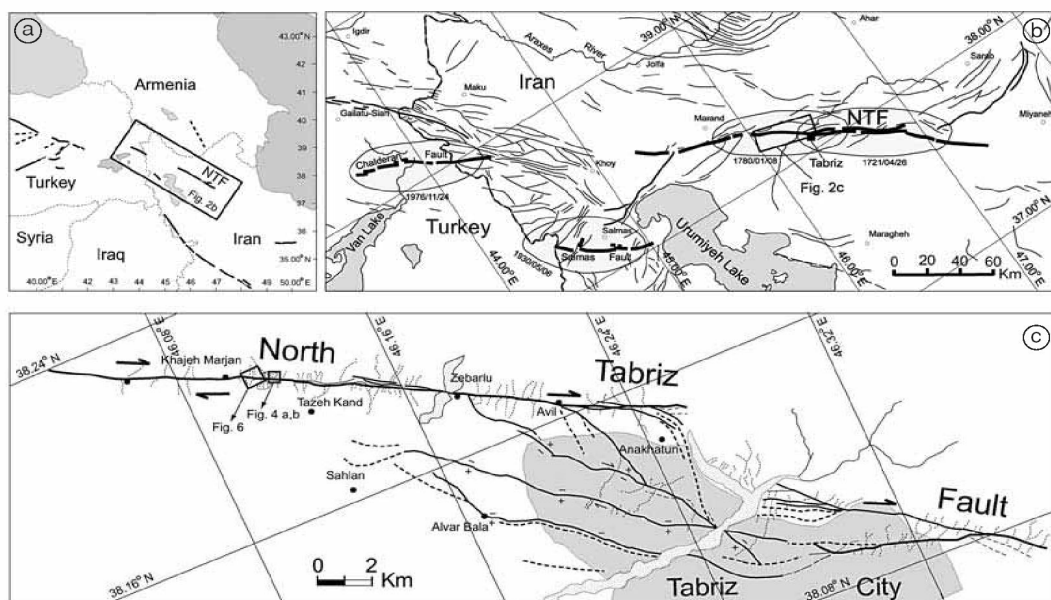 a
43.00° N
41
40
39
38
37
35
35.00° N
40.00° E
42
43
44
45
46
47
48
50.00° E
Armenia
Turkey
NTF
Fig. 2b
Syria
Iraq
Iran
b
Igdir
Araxes
River
39.00° N
Ahar
38.00° N
Jolfa
Sarab
Iran
Maku
Gailatu-Siah
Marand
NTF
Miyaneh
Chalderan
Fault
Khoy
1780/01/08
Tabriz
1721/04/26
Fig. 2c
1976/11/24
37.00° N
Turkey
Van Lake
Salmas
Maragheh
Urumiyeh Lake
1930/05/06
Salmas
Fault
44.00° E
45.00° E
46.00° E
47.00° E
0
20
40
60
Km
c
38.24° N
46.08° E
46.16° E
46.24° E
46.32° E
Khajeh Marjan
North
Tabriz
Zebarlu
Fig. 4 a,b
Tazeh Kand
Avil
Fig. 6
Anakhatun
Sahlan
Fault
Alvar Bala
0
2
Km
38.16° N
Tabriz
City
38.08° N